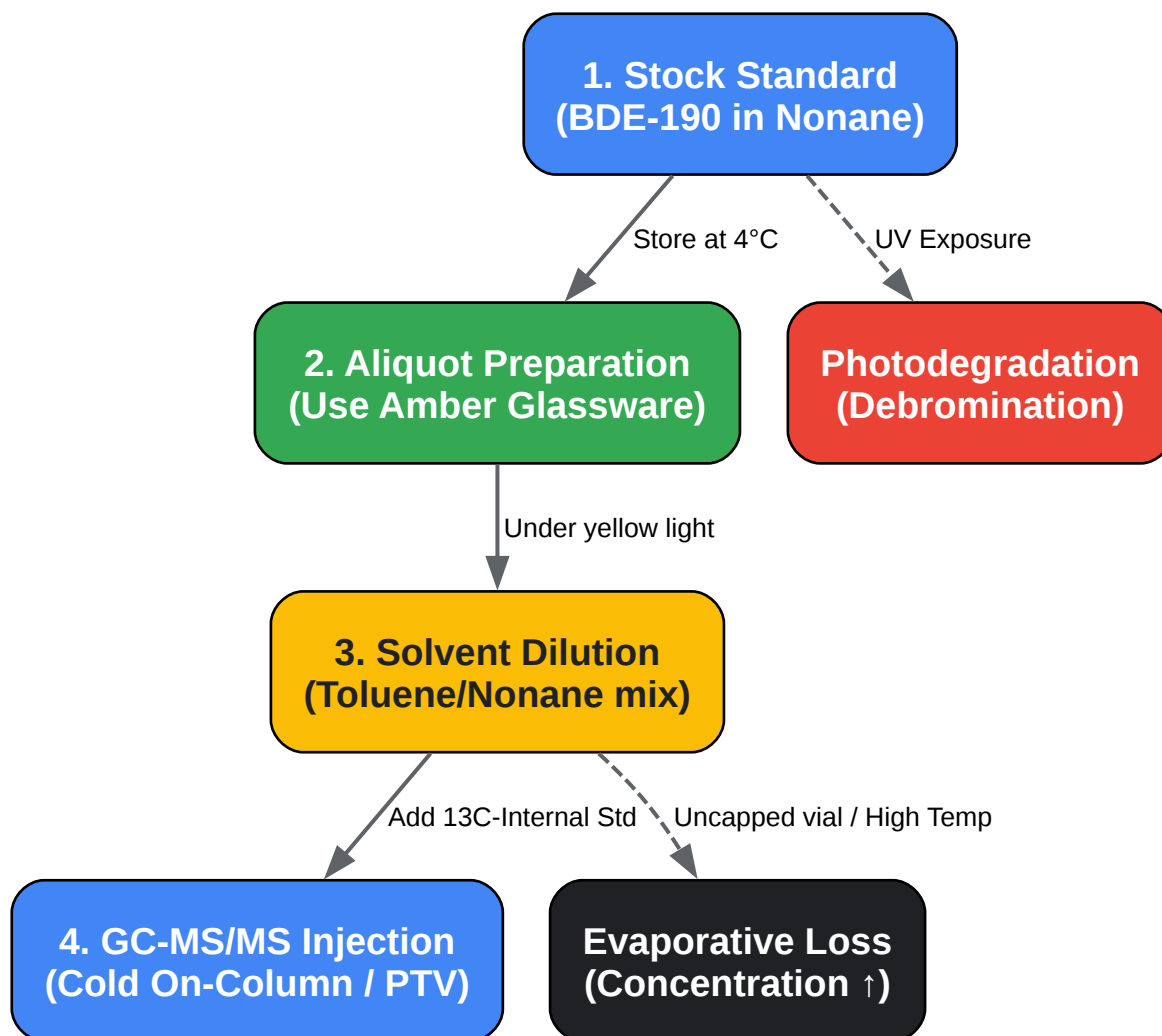 1. Stock Standard
(BDE-190 in Nonane)
Store at 4°C
UV Exposure
2. Aliquot Preparation
(Use Amber Glassware)
Photodegradation
(Debromination)
Under yellow light
3. Solvent Dilution
(Toluene/Nonane mix)
Add 13C-Internal Std
Uncapped vial / High Temp
4. GC-MS/MS Injection
(Cold On-Column / PTV)
Evaporative Loss
(Concentration ↑)